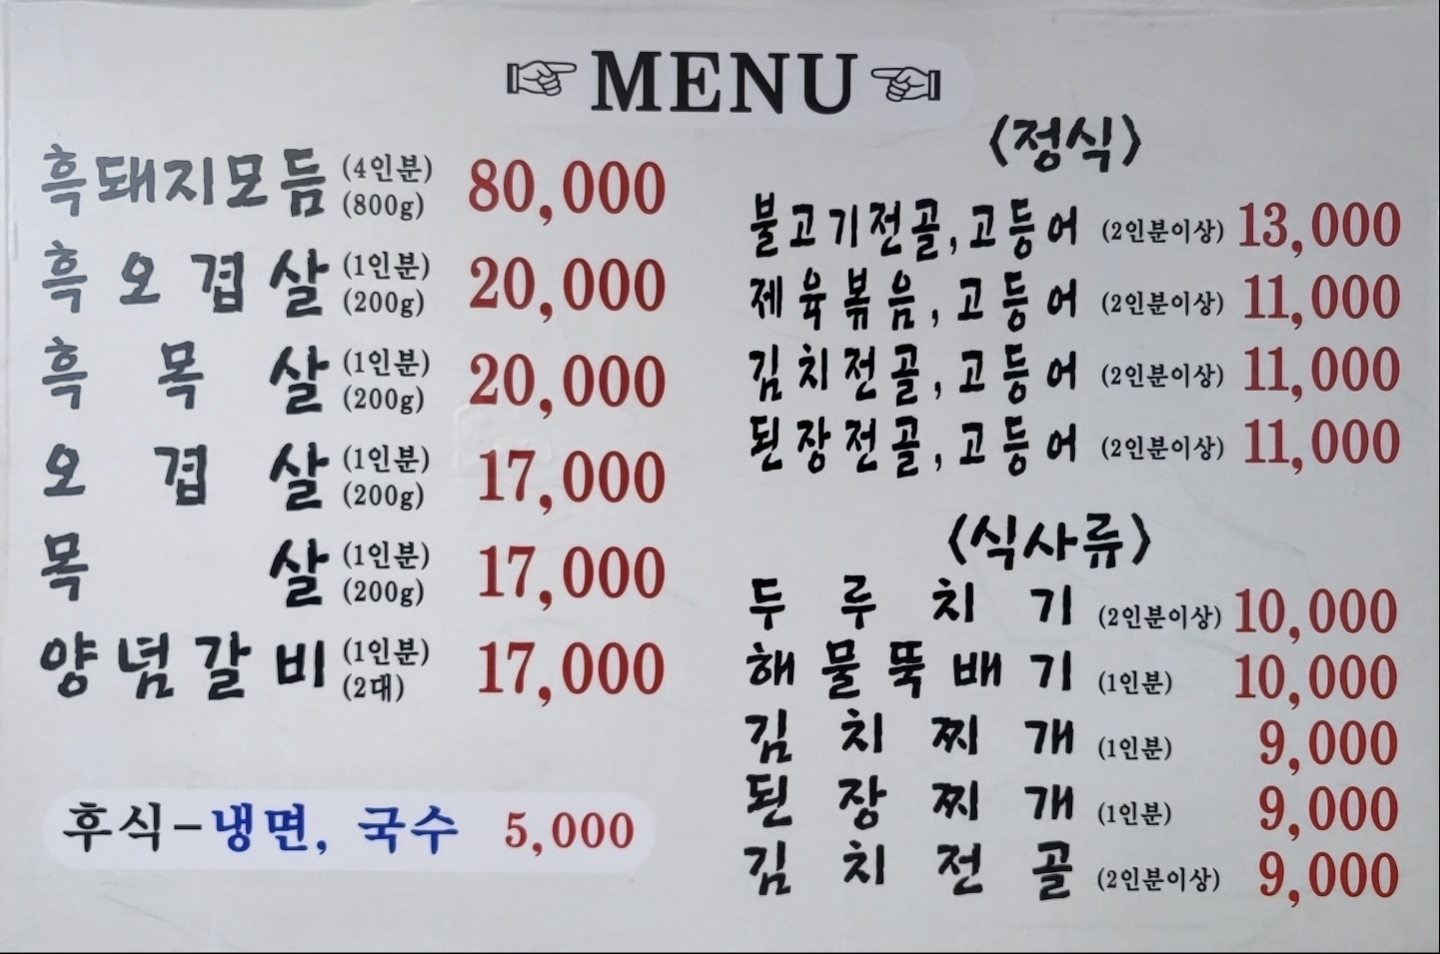 MENU
흑돼지모듬 (4인분) (800g) 80,000
흑오겹살 (1인분) (200g) 20,000
흑목살 (1인분) (200g) 20,000
오겹살 (1인분) (200g) 17,000
목살 (1인분) (200g) 17,000
양념갈비 (1인분) (2대) 17,000
후식-냉면, 국수 5,000
<정식>
불고기전골,고등어 (2인분이상) 13,000
제육볶음,고등어 (2인분이상) 11,000
김치전골,고등어 (2인분이상) 11,000
된장전골,고등어 (2인분이상) 11,000
<식사류>
두루치기 (2인분이상) 10,000
해물뚝배기 (1인분) 10,000
김치찌개 (1인분) 9,000
된장찌개 (1인분) 9,000
김치전골 (2인분이상) 9,000